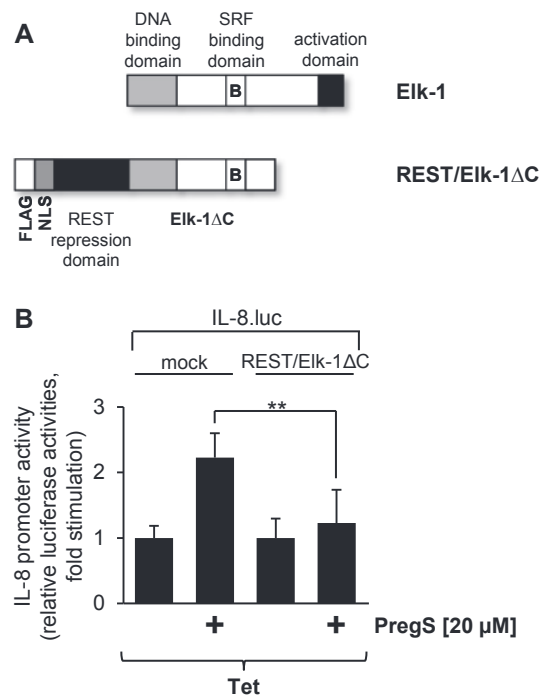 A
DNA
binding
domain
SRF
binding
domain
activation
domain
B
Elk-1
B
REST/Elk-1ΔC
FLAG
NLS
REST
repression
domain
Elk-1ΔC
B
IL-8.luc
mock
REST/Elk-1ΔC
IL-8 promoter activity
(relative luciferase activities,
fold stimulation)
3
2
1
0
**
+
+
PregS [20 µM]
Tet